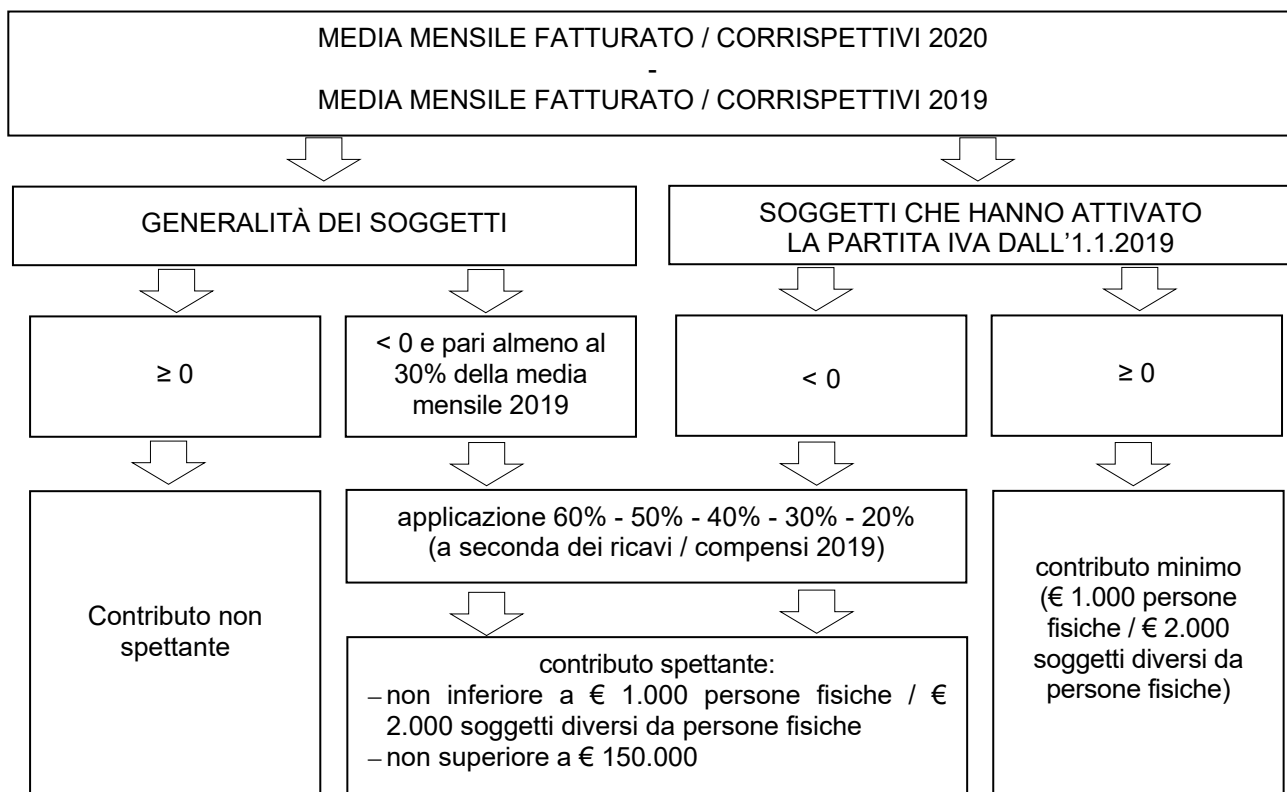 MEDIA MENSILE FATTURATO / CORRISPETTIVI 2020
-
MEDIA MENSILE FATTURATO / CORRISPETTIVI 2019
GENERALITÀ DEI SOGGETTI
SOGGETTI CHE HANNO ATTIVATO
LA PARTITA IVA DALL’1.1.2019
≥ 0
< 0 e pari almeno al
30% della media
mensile 2019
< 0
≥ 0
Contributo non
spettante
applicazione 60% - 50% - 40% - 30% - 20%
(a seconda dei ricavi / compensi 2019)
contributo spettante:
– non inferiore a € 1.000 persone fisiche / €
2.000 soggetti diversi da persone fisiche
– non superiore a € 150.000
contributo minimo
(€ 1.000 persone
fisiche / € 2.000
soggetti diversi da
persone fisiche)